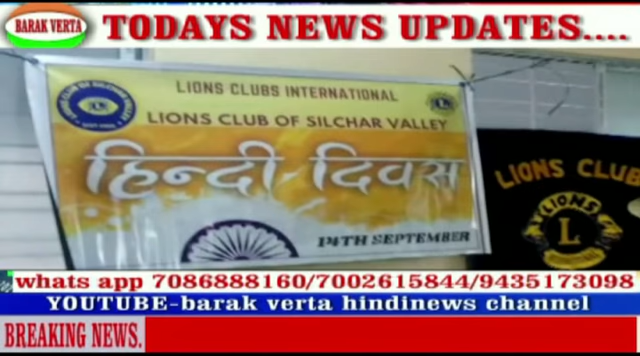 BARAK VERTA
TODAYS NEWS UPDATES....
LIONS CLUBS INTERNATIONAL
LIONS CLUB OF SILCHAR VALLEY
हिन्दी-दिवस
14TH SEPTEMBER
LIONS CLUB
LIONS
L
whats app 7086888160/7002615844/9435173098
YOUTUBE-barak verta hindinews channel
BREAKING NEWS.